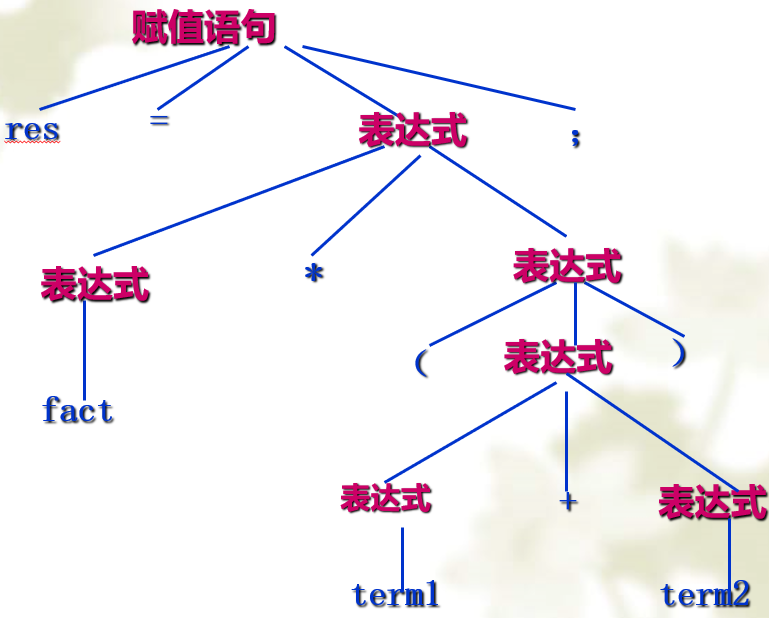 赋值语句
res = 表达式 ;
表达式 * 表达式
( 表达式 )
fact
表达式 + 表达式
term1 term2